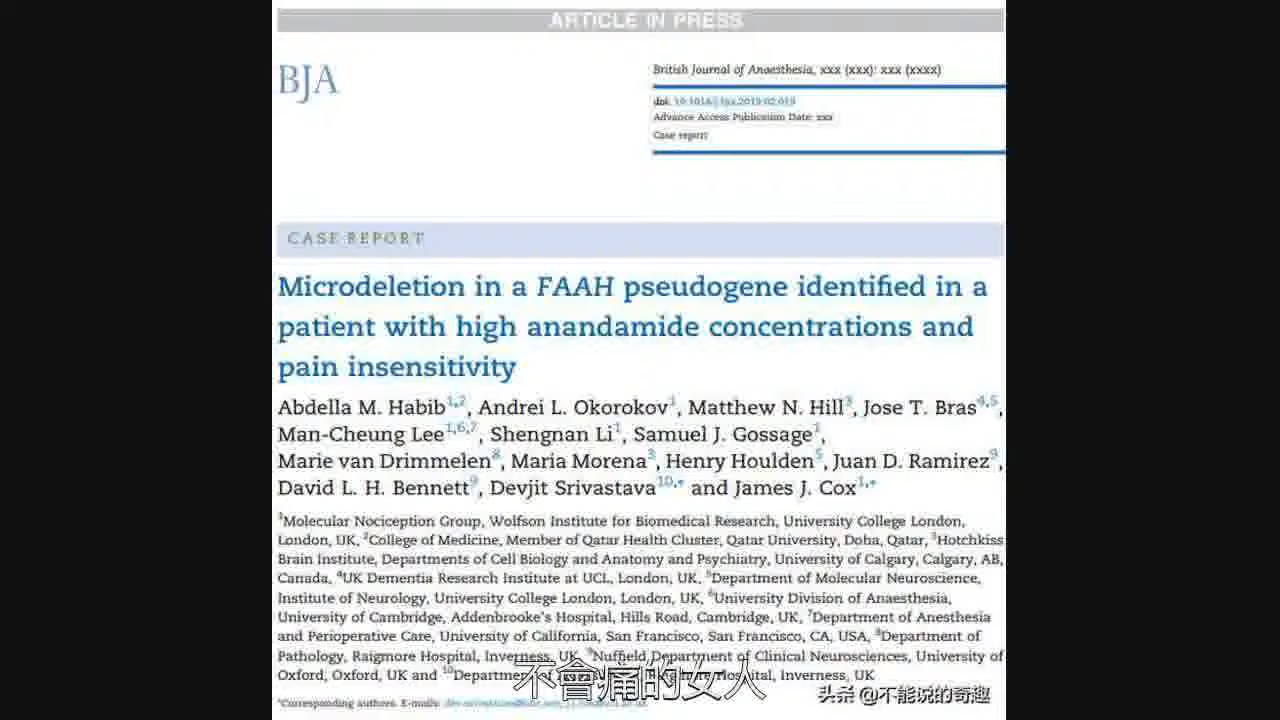 ARTICLE IN PRESS
BJA
British Journal of Anaesthesia, xxx (xxx): xxx (xxxx)
doi: 10.1016/j.bja.2019.02.019
Advance Access Publication Date: xxx
Case report
CASE REPORT
Microdeletion in a FAAH pseudogene identified in a
patient with high anandamide concentrations and
pain insensitivity
Abdella M. Habib1,2, Andrei L. Okorokov1, Matthew N. Hill3, Jose T. Bras4,5,
Man-Cheung Lee1,6,7, Shengnan Li1, Samuel J. Gossage1,
Marie van Drimmelen8, Maria Morena3, Henry Houlden5, Juan D. Ramirez9,
David L. H. Bennett9, Devjit Srivastava10,* and James J. Cox1,*
1Molecular Nociception Group, Wolfson Institute for Biomedical Research, University College London,
London, UK, 2College of Medicine, Member of Qatar Health Cluster, Qatar University, Doha, Qatar, 3Hotchkiss
Brain Institute, Departments of Cell Biology and Anatomy and Psychiatry, University of Calgary, Calgary, AB,
Canada, 4UK Dementia Research Institute at UCL, London, UK, 5Department of Molecular Neuroscience,
Institute of Neurology, University College London, London, UK, 6University Division of Anaesthesia,
University of Cambridge, Addenbrooke's Hospital, Hills Road, Cambridge, UK, 7Department of Anesthesia
and Perioperative Care, University of California, San Francisco, San Francisco, CA, USA, 8Department of
Pathology, Raigmore Hospital, Inverness, UK, 9Nuffield Department of Clinical Neurosciences, University of
Oxford, Oxford, UK and 10Department Hospital, Inverness, UK
不會痛的女人
头条 @不能说的奇趣
*Corresponding authors. E-mails: